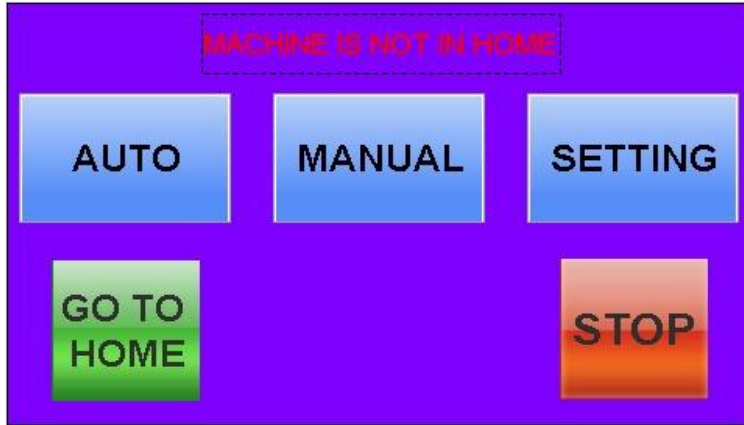 MACHINE IS NOT IN HOME
AUTO
MANUAL
SETTING
GO TO
HOME
STOP